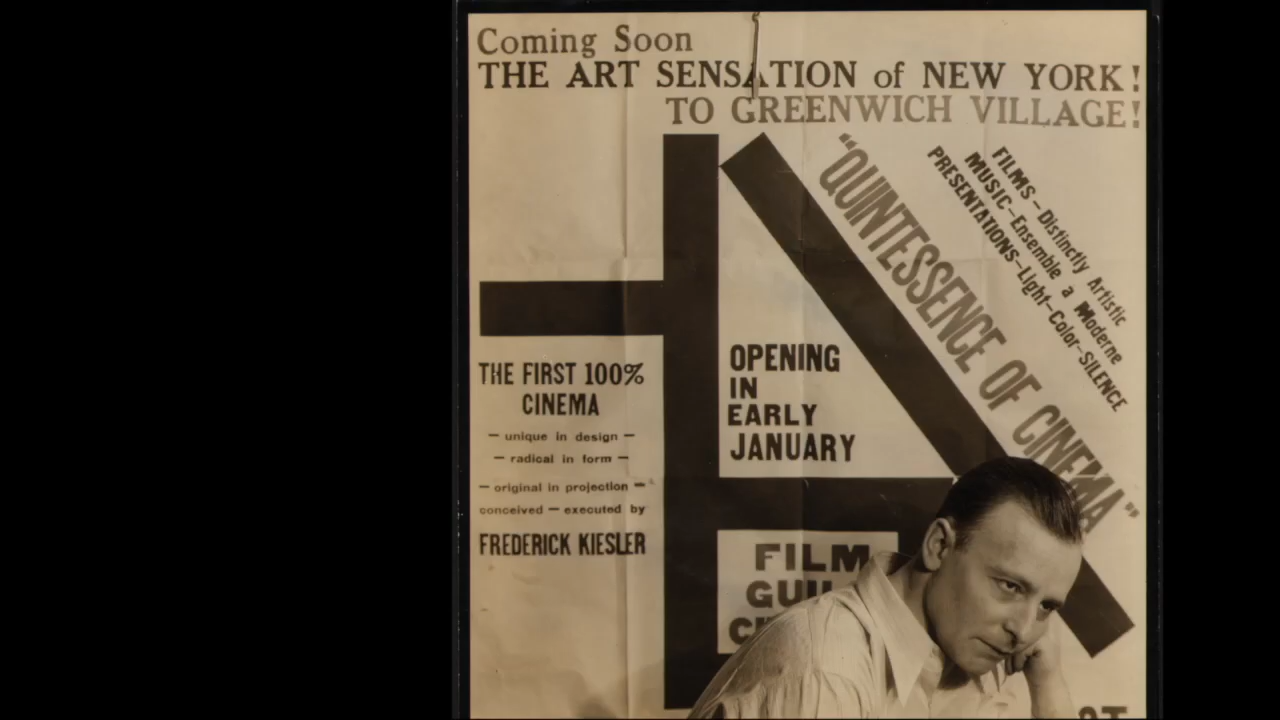 Coming Soon
THE ART SENSATION of NEW YORK!
TO GREENWICH VILLAGE!
"QUINTESSENCE OF CINEMA"
FILMS – Distinctly Artistic
MUSIC – Ensemble à Moderne
PRESENTATIONS – Light – Color – SILENCE
OPENING
IN
EARLY
JANUARY
THE FIRST 100%
CINEMA
– unique in design –
– radical in form –
– original in projection –
conceived – executed by
FREDERICK KIESLER
FILM